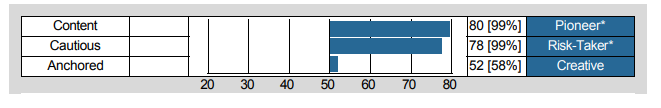 Content 80 [99%] Pioneer*
Cautious 78 [99%] Risk-Taker*
Anchored 52 [58%] Creative
20 30 40 50 60 70 80